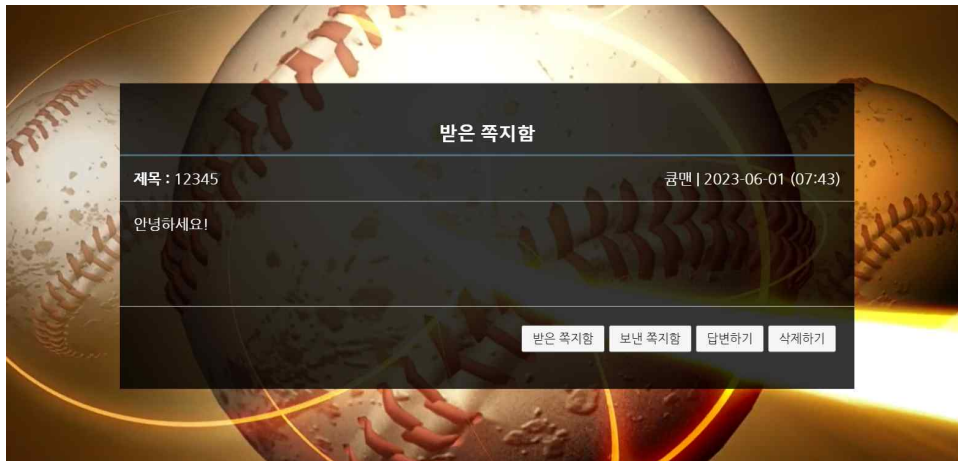 받은 쪽지함
제목 : 12345 큠맨 | 2023-06-01 (07:43)
안녕하세요!
받은 쪽지함 보낸 쪽지함 답변하기 삭제하기